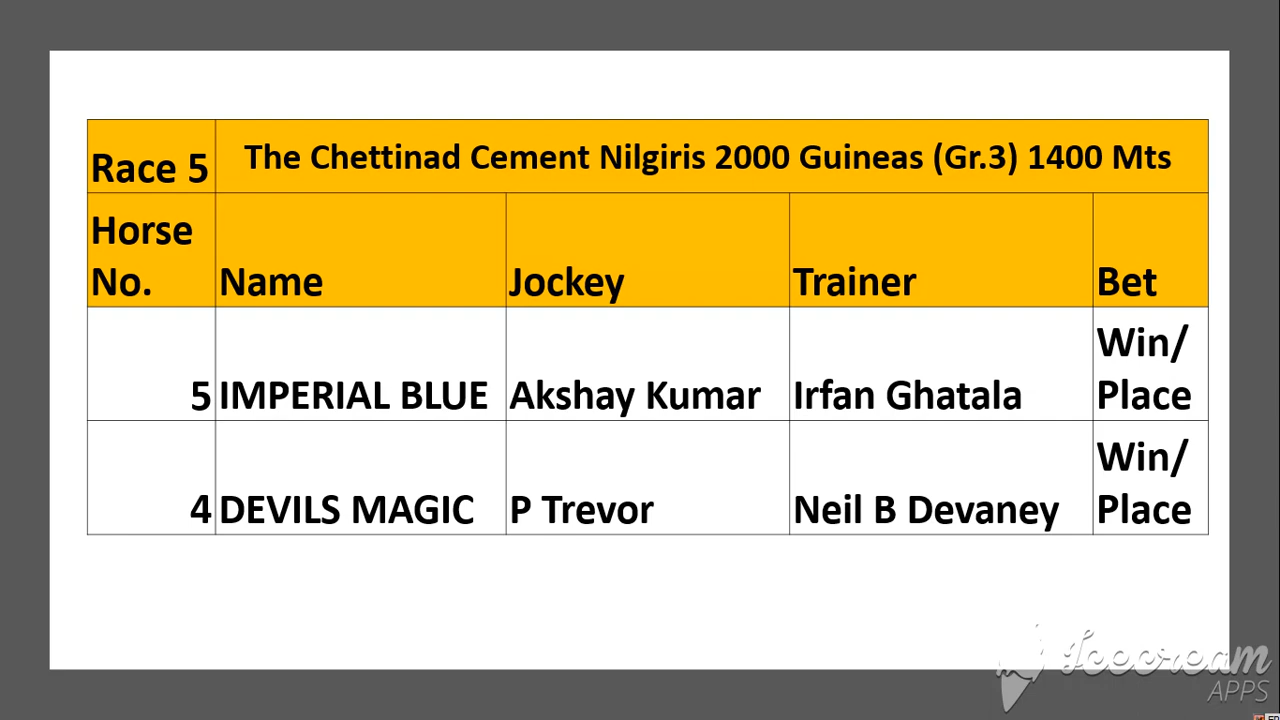 Race 5 The Chettinad Cement Nilgiris 2000 Guineas (Gr.3) 1400 Mts
Horse No. Name Jockey Trainer Bet
5 IMPERIAL BLUE Akshay Kumar Irfan Ghatala Win/ Place
4 DEVILS MAGIC P Trevor Neil B Devaney Win/ Place
Icecream
APPS